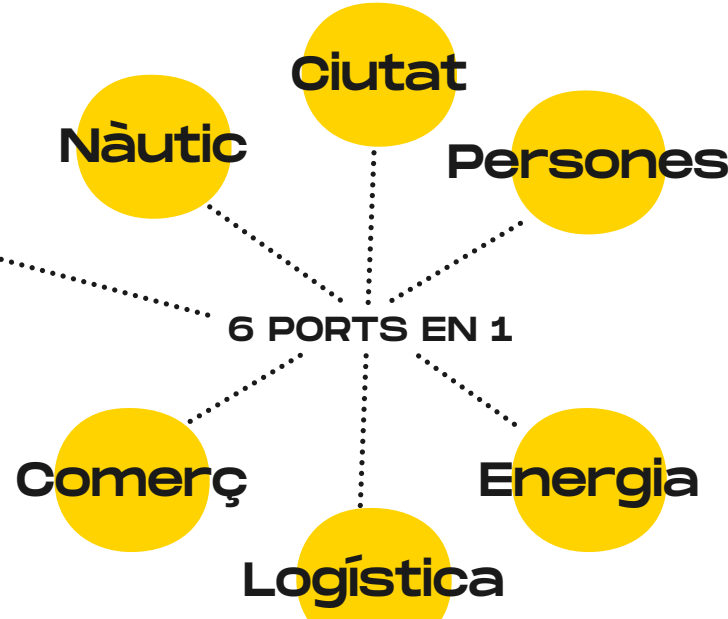 Ciutat
Nàutic
Persones
6 PORTS EN 1
Comerç
Energia
Logística